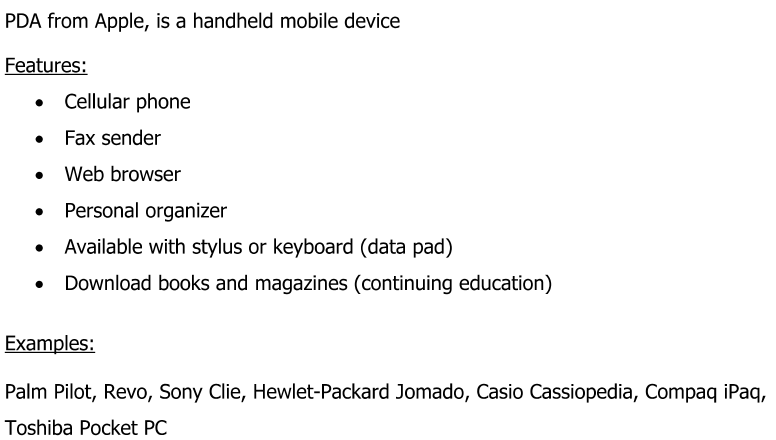 PDA from Apple, is a handheld mobile device
Features:
• Cellular phone
• Fax sender
• Web browser
• Personal organizer
• Available with stylus or keyboard (data pad)
• Download books and magazines (continuing education)
Examples:
Palm Pilot, Revo, Sony Clie, Hewlet-Packard Jomado, Casio Cassiopedia, Compaq iPaq,
Toshiba Pocket PC